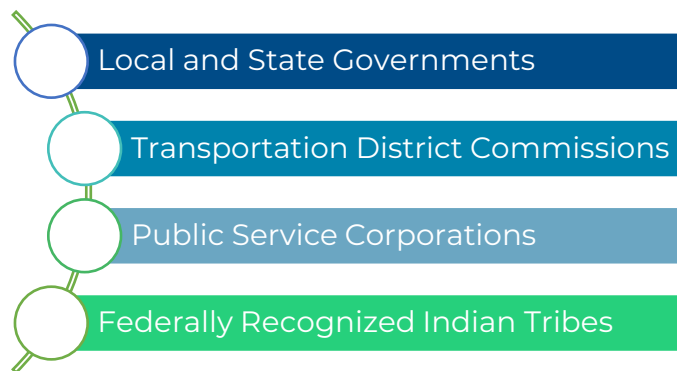 Local and State Governments
Transportation District Commissions
Public Service Corporations
Federally Recognized Indian Tribes